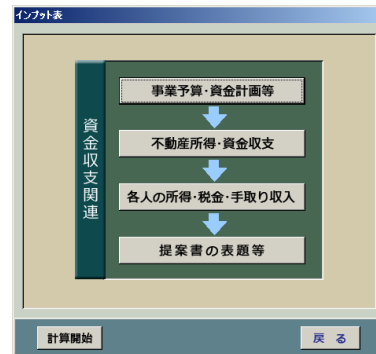 インプット表
資金収支関連
事業予算・資金計画等
不動産所得・資金収支
各人の所得・税金・手取り収入
提案書の表題等
計算開始
戻る